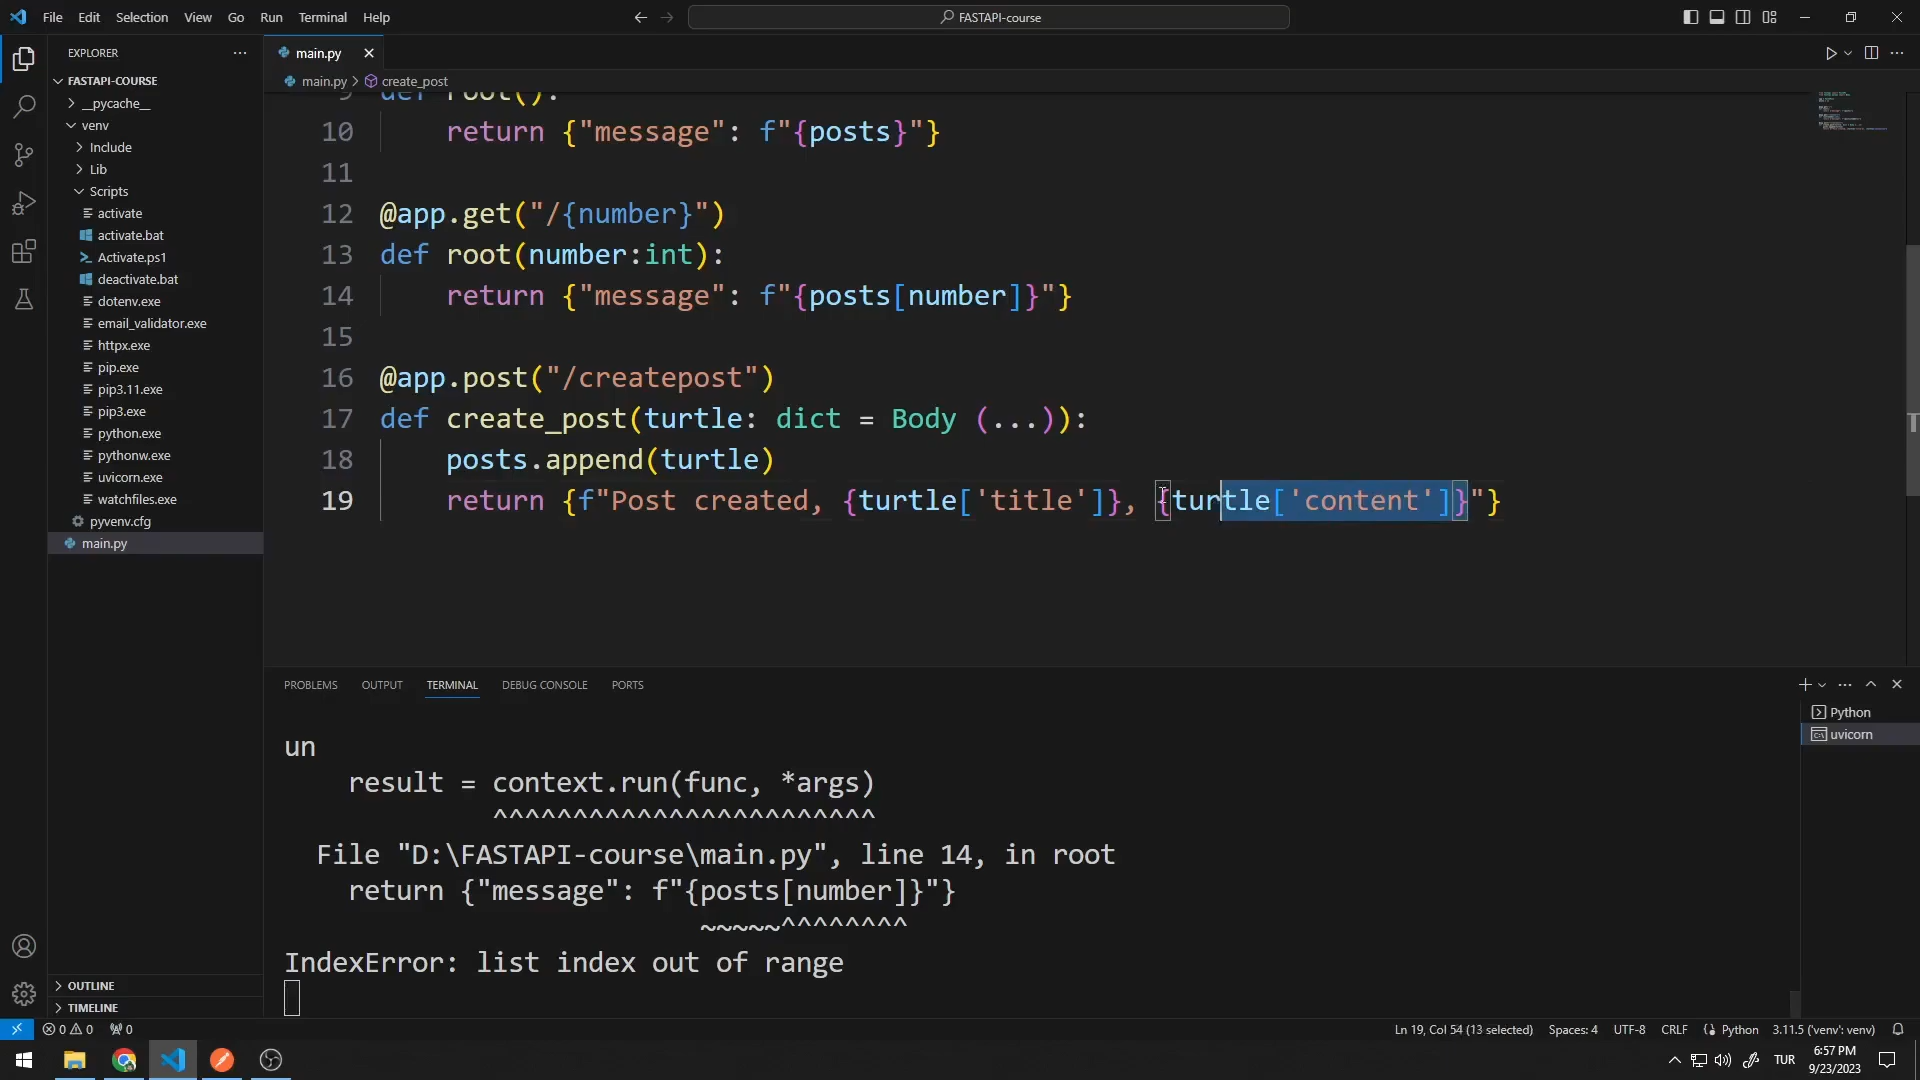 File Edit Selection View Go Run Terminal Help
FASTAPI-course
EXPLORER
main.py
FASTAPI-COURSE
main.py > create_post
__pycache__
venv
Include
Lib
Scripts
activate
activate.bat
Activate.ps1
deactivate.bat
dotenv.exe
email_validator.exe
httpx.exe
pip.exe
pip3.11.exe
pip3.exe
python.exe
pythonw.exe
uvicorn.exe
watchfiles.exe
pyvenv.cfg
main.py
OUTLINE
TIMELINE
9 def root():
10 return {"message": f"{posts}"}
11
12 @app.get("/{number}")
13 def root(number:int):
14 return {"message": f"{posts[number]}"}
15
16 @app.post("/createpost")
17 def create_post(turtle: dict = Body (...)):
18 posts.append(turtle)
19 return {f"Post created, {turtle['title']}, {turtle['content']}"}
PROBLEMS OUTPUT TERMINAL DEBUG CONSOLE PORTS
Python
uvicorn
un
result = context.run(func, *args)
^^^^^^^^^^^^^^^^^^^^^^^^
File "D:\FASTAPI-course\main.py", line 14, in root
return {"message": f"{posts[number]}"}
~~~~~^^^^^^^^
IndexError: list index out of range
0 0 0 Ln 19, Col 54 (13 selected) Spaces: 4 UTF-8 CRLF Python 3.11.5 ('venv': venv)
TUR 6:57 PM
9/23/2023